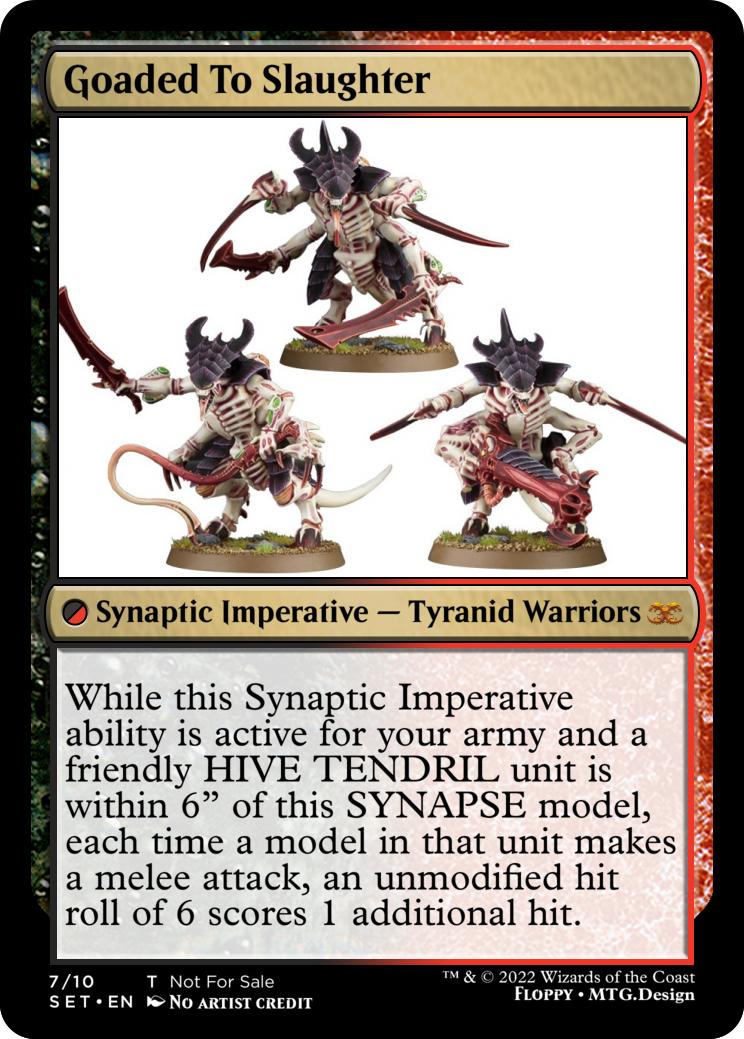 Goaded To Slaughter
Synaptic Imperative — Tyranid Warriors
While this Synaptic Imperative
ability is active for your army and a
friendly HIVE TENDRIL unit is
within 6” of this SYNAPSE model,
each time a model in that unit makes
a melee attack, an unmodified hit
roll of 6 scores 1 additional hit.
7/10 T Not For Sale
SET • EN No artist credit
™ & © 2022 Wizards of the Coast
Floppy • MTG.Design